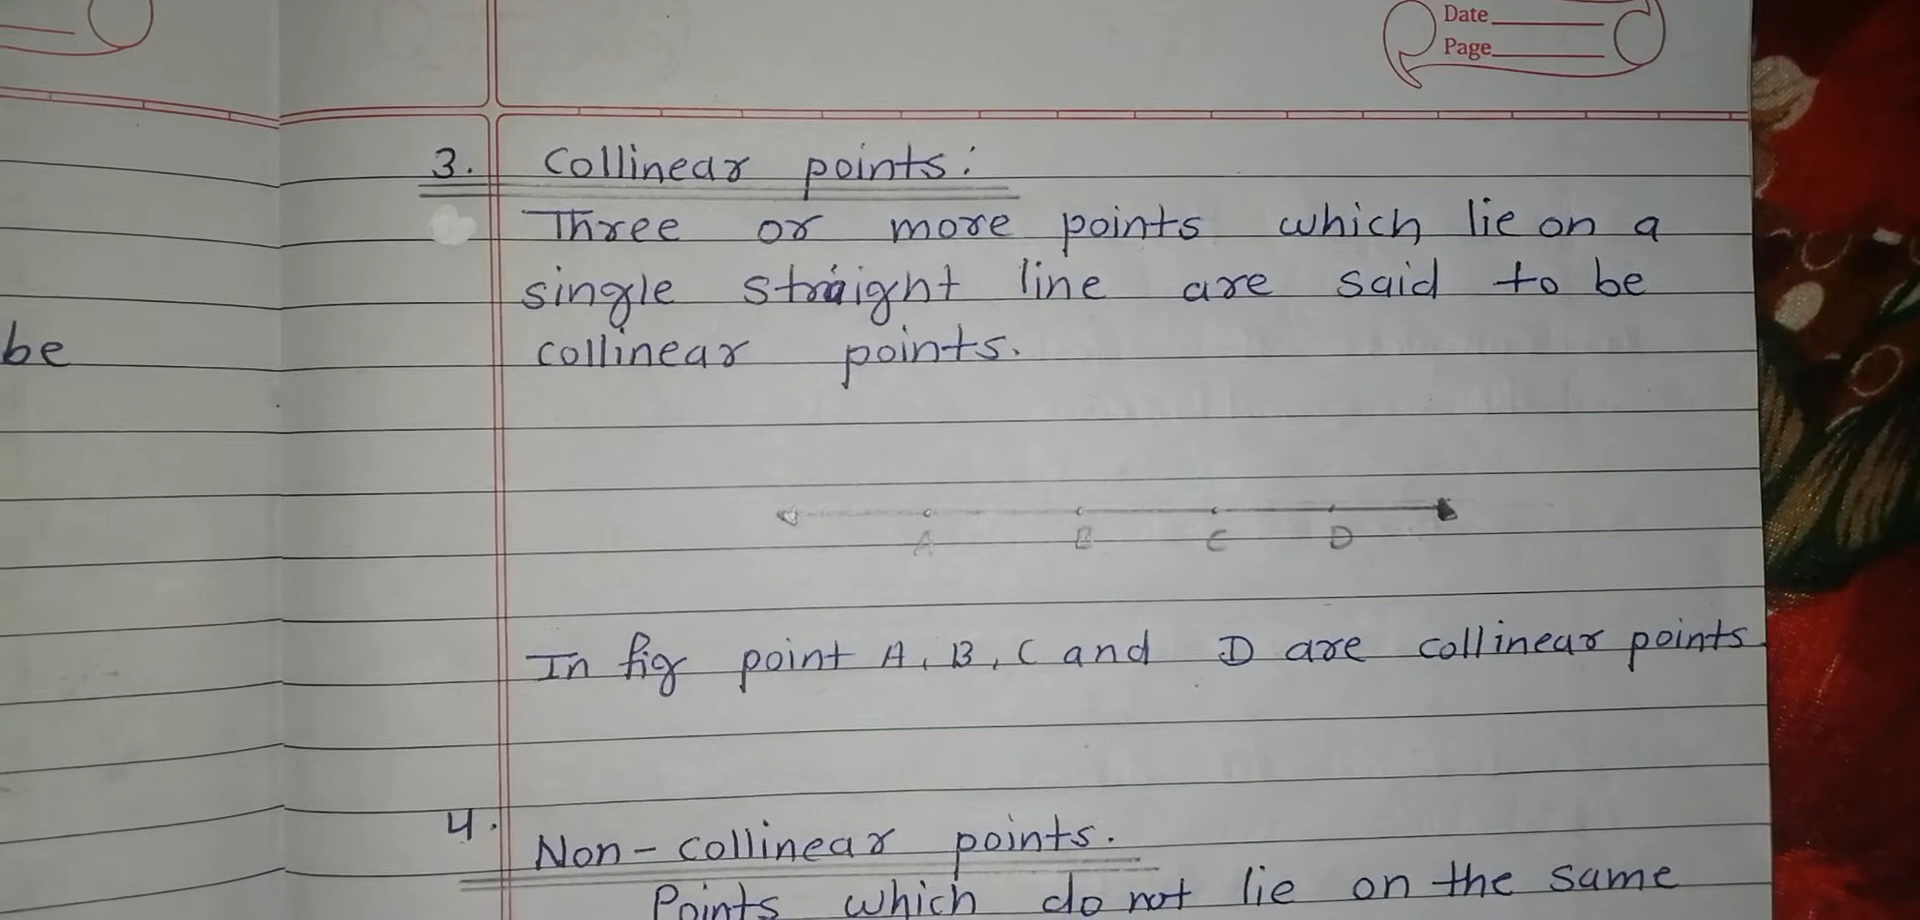 Date
Page
3. Collinear points:
Three or more points which lie on a
single straight line are said to be
be
collinear points.
A B C D
In fig point A, B, C and D are collinear points
4. Non-collinear points.
Points which do not lie on the same